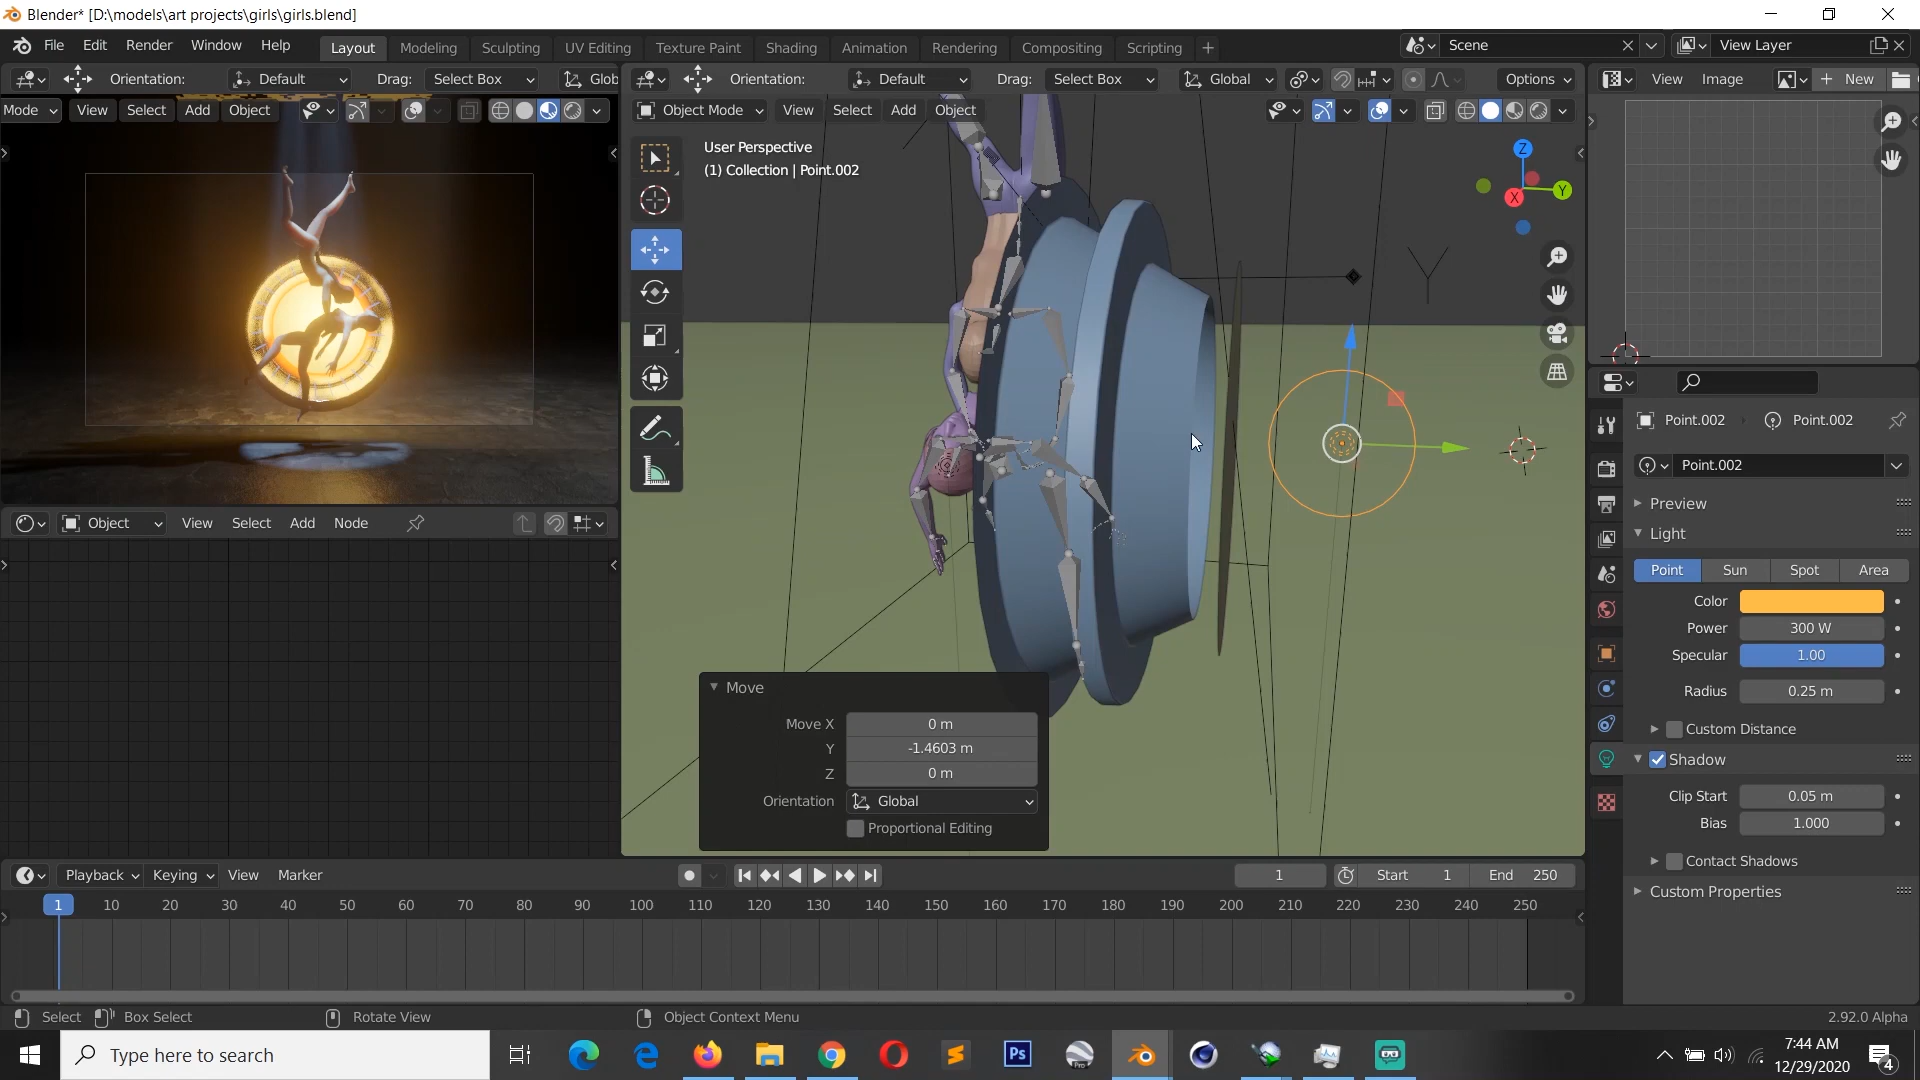 Blender* [D:\models\art projects\girls\girls.blend]
File Edit Render Window Help
Layout Modeling Sculpting UV Editing Texture Paint Shading Animation Rendering Compositing Scripting +
Scene
View Layer
Orientation: Default Drag: Select Box Glob
Orientation: Default Drag: Select Box Global Options
View Image + New
Mode View Select Add Object
Object Mode View Select Add Object
User Perspective
(1) Collection | Point.002
Z
Y
X
Point.002 Point.002
Point.002
Preview
Light
Point Sun Spot Area
Color
Power 300 W
Specular 1.00
Radius 0.25 m
Custom Distance
Shadow
Clip Start 0.05 m
Bias 1.000
Contact Shadows
Custom Properties
Object View Select Add Node
Move
Move X 0 m
Y -1.4603 m
Z 0 m
Orientation Global
Proportional Editing
Playback Keying View Marker
1 Start 1 End 250
1 10 20 30 40 50 60 70 80 90 100 110 120 130 140 150 160 170 180 190 200 210 220 230 240 250
Select Box Select Rotate View Object Context Menu 2.92.0 Alpha
Type here to search
Ps
Pro
7:44 AM
12/29/2020
4